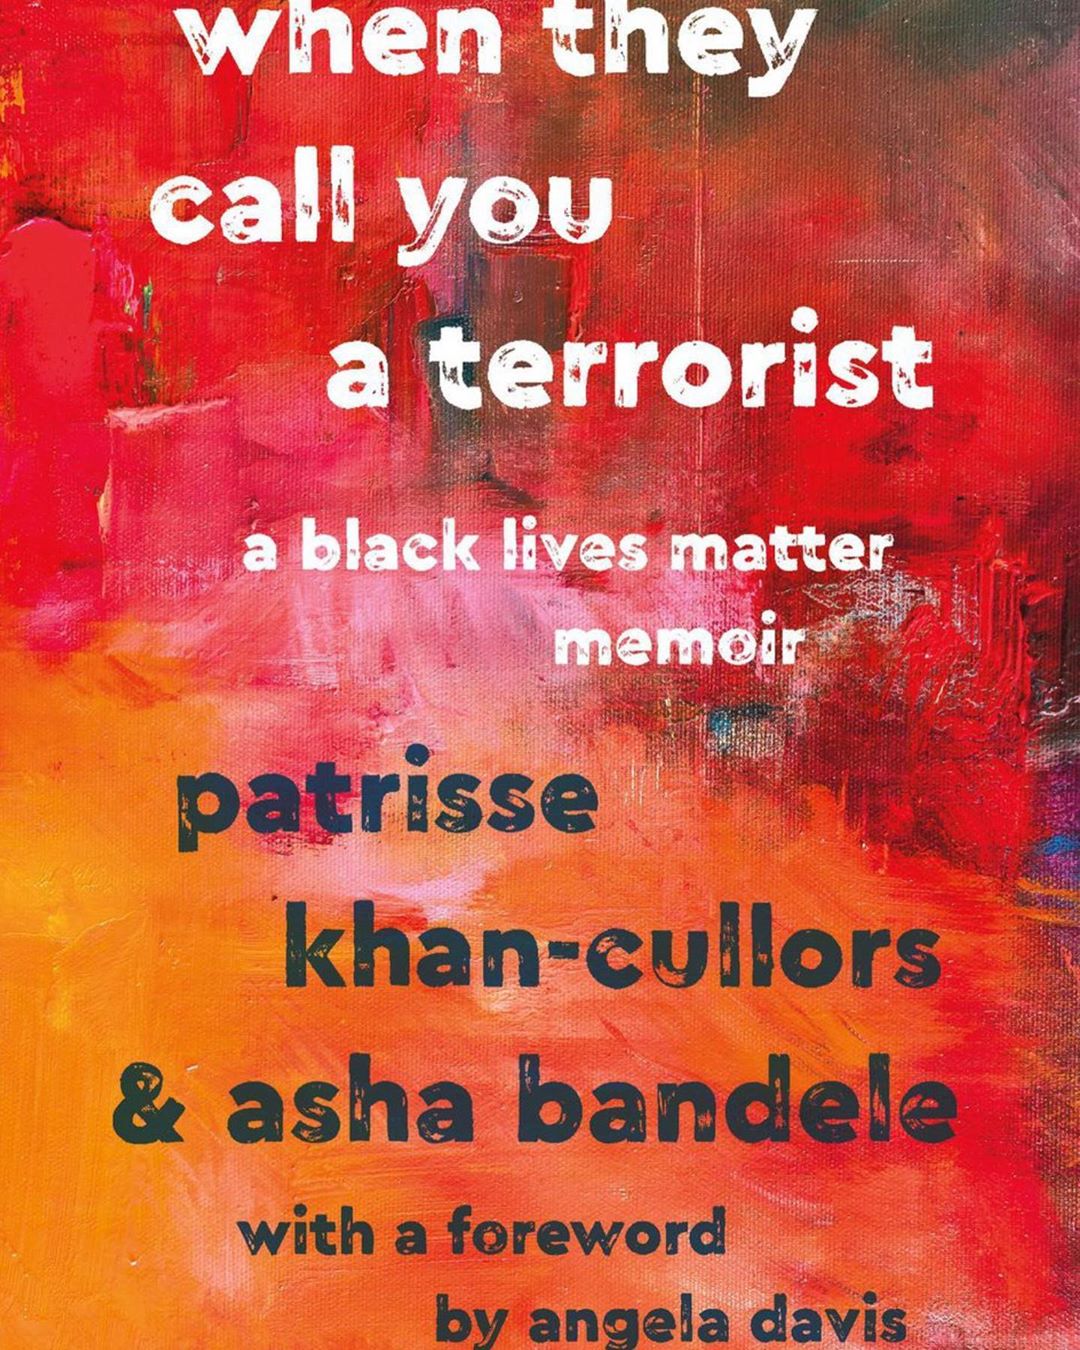 when they
call you
a terrorist
a black lives matter
memoir
patrisse
khan-cullors
& asha bandele
with a foreword
by angela davis